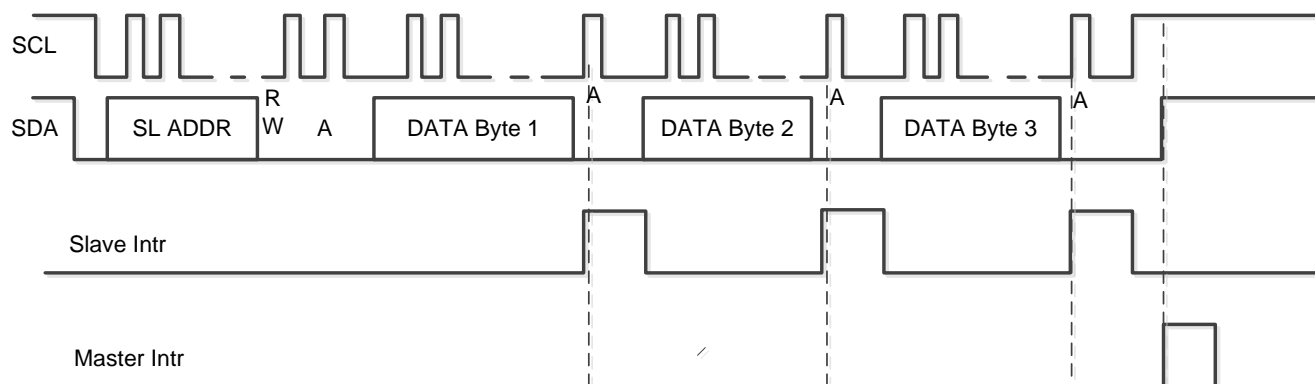 SCL
SDA
SL ADDR
R
W
A
DATA Byte 1
A
DATA Byte 2
A
DATA Byte 3
A
Slave Intr
Master Intr